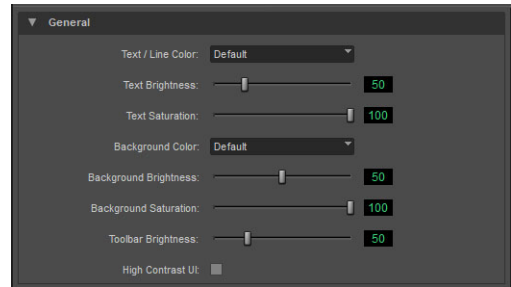 General
Text / Line Color: Default
Text Brightness: 50
Text Saturation: 100
Background Color: Default
Background Brightness: 50
Background Saturation: 100
Toolbar Brightness: 50
High Contrast UI: